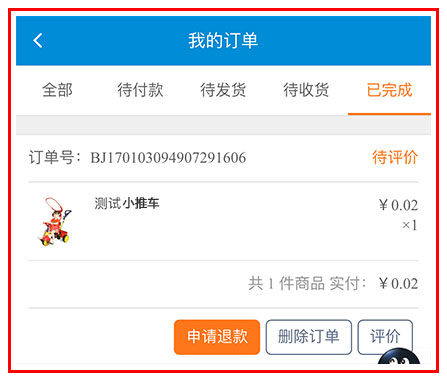 我的订单
全部 待付款 待发货 待收货 已完成
订单号：BJ170103094907291606 待评价
测试小推车 ￥0.02
×1
共 1 件商品 实付：￥0.02
申请退款 删除订单 评价